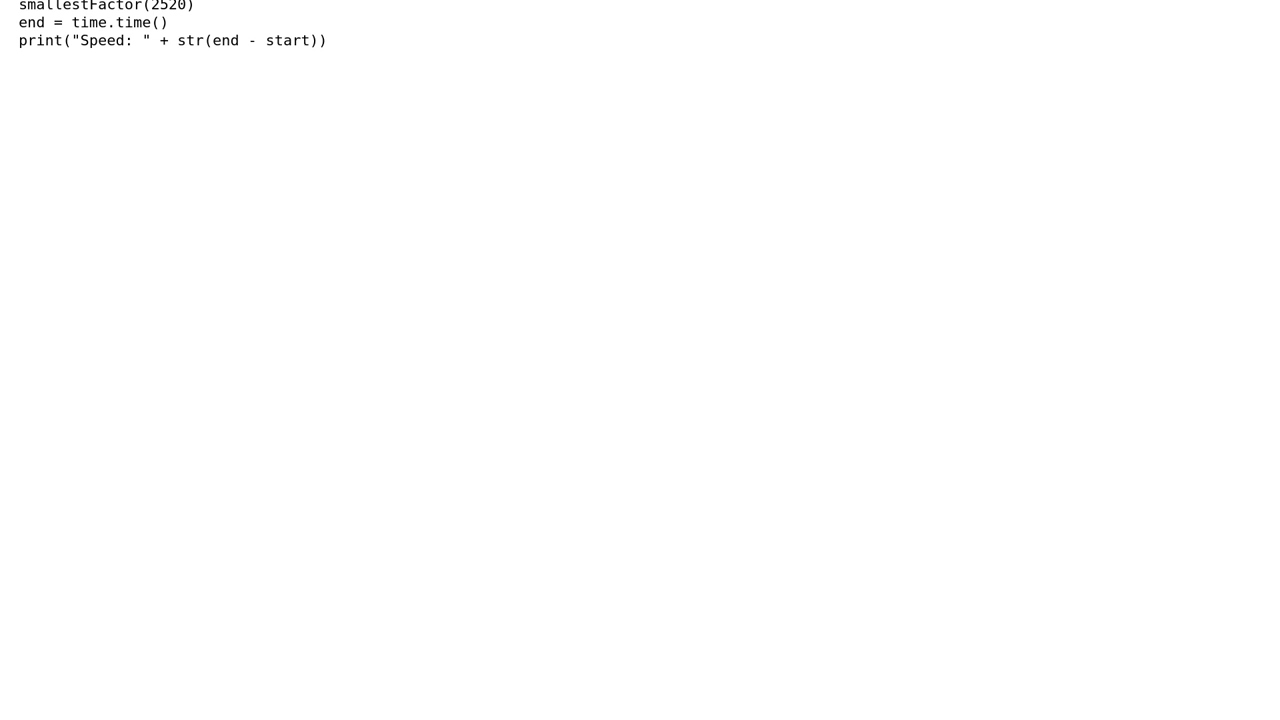 smallestFactor(2520)
end = time.time()
print("Speed: " + str(end - start))